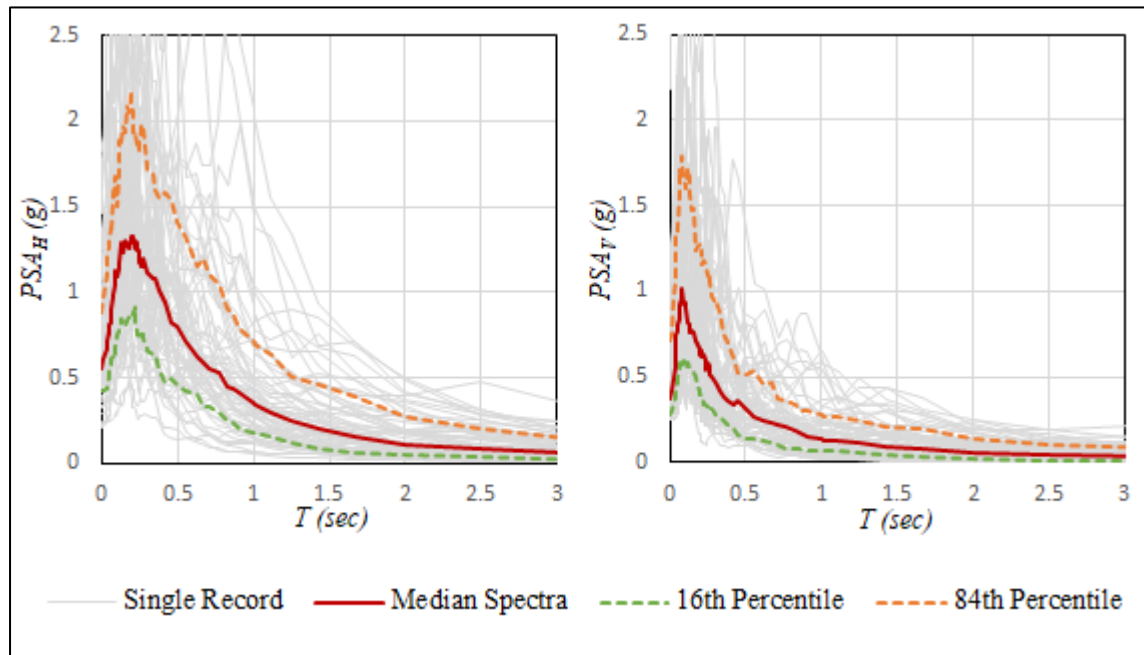 2.5
2
1.5
1
0.5
0
PSA_H (g)
0 0.5 1 1.5 2 2.5 3
T (sec)
2.5
2
1.5
1
0.5
0
PSA_V (g)
0 0.5 1 1.5 2 2.5 3
T (sec)
Single Record Median Spectra 16th Percentile 84th Percentile